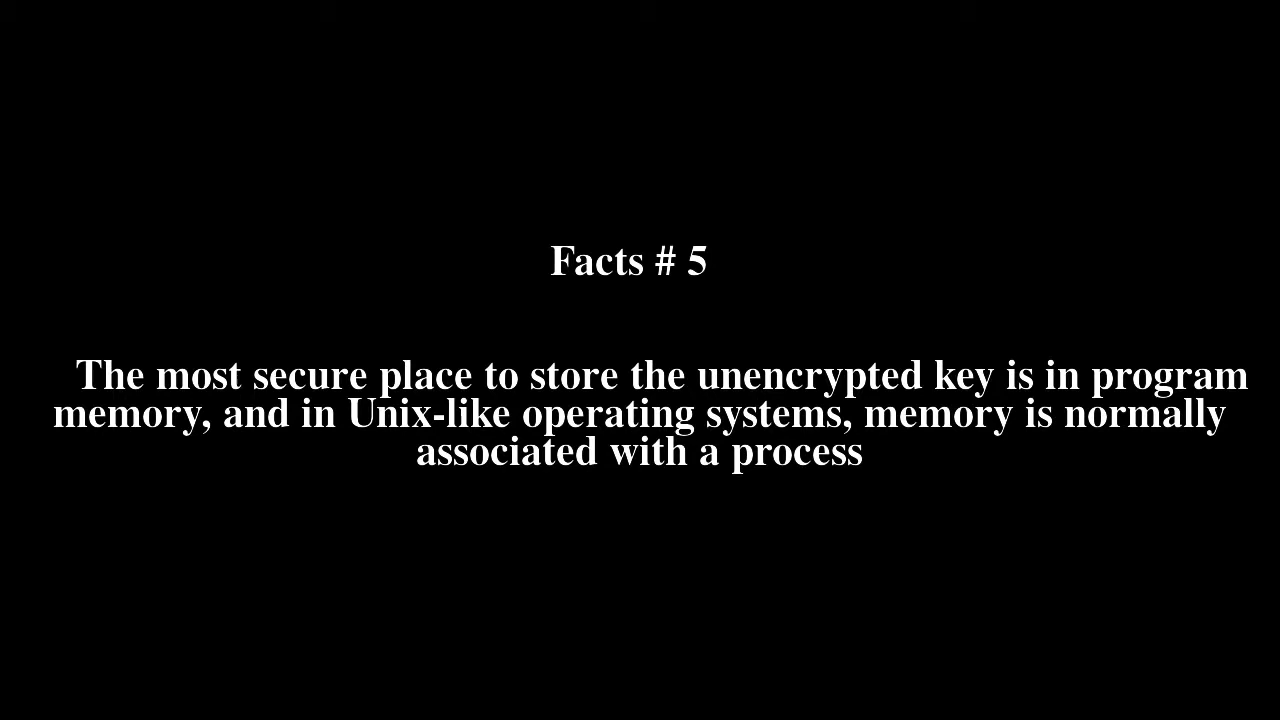 Facts # 5
The most secure place to store the unencrypted key is in program
memory, and in Unix-like operating systems, memory is normally
associated with a process